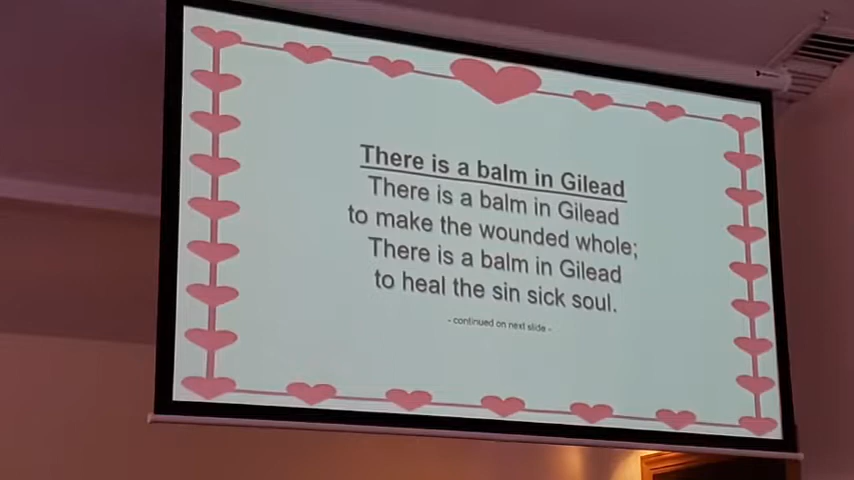 There is a balm in Gilead
There is a balm in Gilead
to make the wounded whole;
There is a balm in Gilead
to heal the sin sick soul.
- continued on next slide -